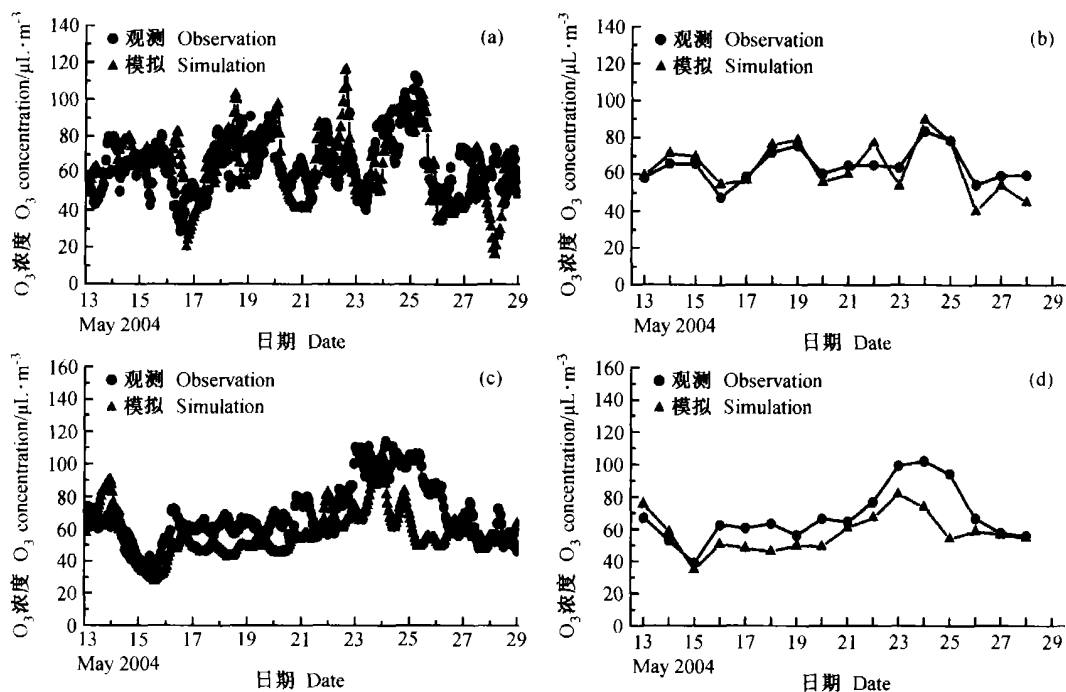 O₃浓度 O₃ concentration/μL·m⁻³
140
120
100
80
60
40
20
0
观测 Observation
模拟 Simulation
(a)
13 15 17 19 21 23 25 27 29
May 2004
日期 Date
O₃浓度 O₃ concentration/μL·m⁻³
140
120
100
80
60
40
20
0
观测 Observation
模拟 Simulation
(b)
13 15 17 19 21 23 25 27 29
May 2004
日期 Date
O₃浓度 O₃ concentration/μL·m⁻³
160
140
120
100
80
60
40
20
0
观测 Observation
模拟 Simulation
(c)
13 15 17 19 21 23 25 27 29
May 2004
日期 Date
O₃浓度 O₃ concentration/μL·m⁻³
160
140
120
100
80
60
40
20
0
观测 Observation
模拟 Simulation
(d)
13 15 17 19 21 23 25 27 29
May 2004
日期 Date